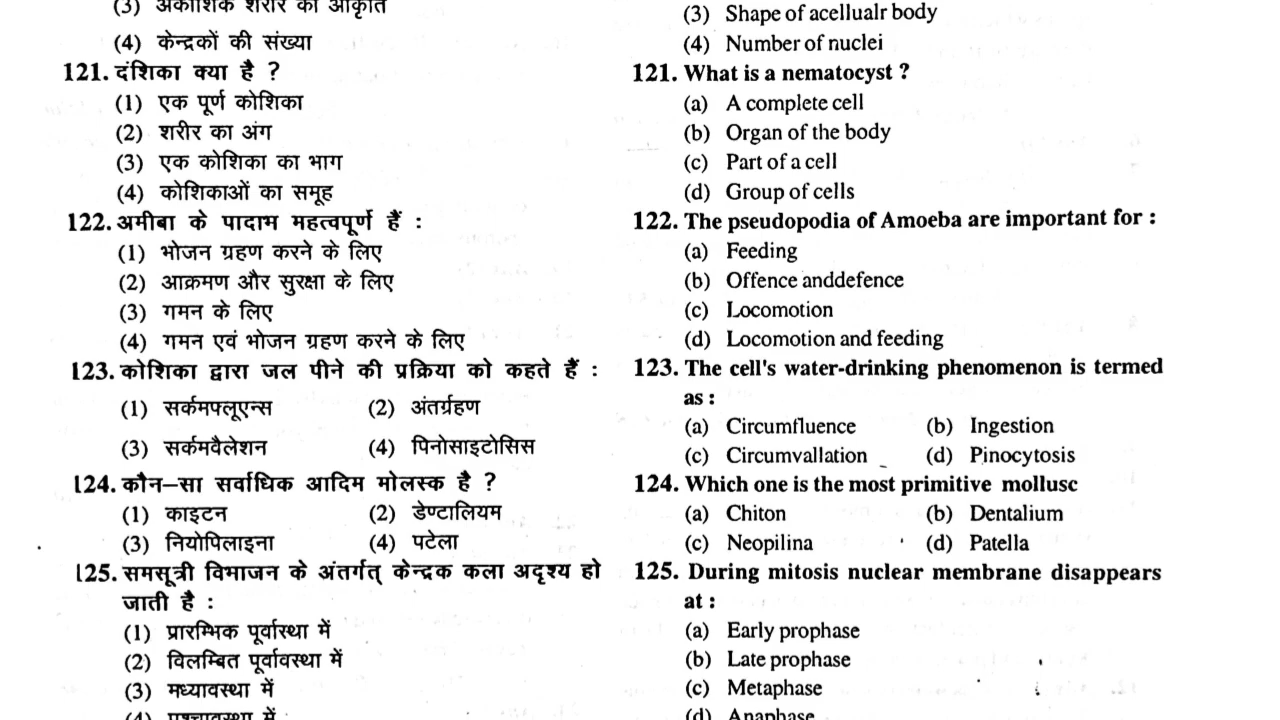 (3) अकोशिक शरीर की आकृति
(4) केन्द्रकों की संख्या
121. दंशिका क्या है ?
(1) एक पूर्ण कोशिका
(2) शरीर का अंग
(3) एक कोशिका का भाग
(4) कोशिकाओं का समूह
122. अमीबा के पादाभ महत्वपूर्ण हैं :
(1) भोजन ग्रहण करने के लिए
(2) आक्रमण और सुरक्षा के लिए
(3) गमन के लिए
(4) गमन एवं भोजन ग्रहण करने के लिए
123. कोशिका द्वारा जल पीने की प्रक्रिया को कहते हैं :
(1) सर्कमफ्लूएन्स (2) अंतर्ग्रहण
(3) सर्कमवैलेशन (4) पिनोसाइटोसिस
124. कौन–सा सर्वाधिक आदिम मोलस्क है ?
(1) काइटन (2) डेण्टालियम
(3) नियोपिलाइना (4) पटेला
125. समसूत्री विभाजन के अंतर्गत् केन्द्रक कला अदृश्य हो
जाती है :
(1) प्रारम्भिक पूर्वास्था में
(2) विलम्बित पूर्वावस्था में
(3) मध्यावस्था में
(4) पश्चावस्था में
(3) Shape of acellualr body
(4) Number of nuclei
121. What is a nematocyst ?
(a) A complete cell
(b) Organ of the body
(c) Part of a cell
(d) Group of cells
122. The pseudopodia of Amoeba are important for :
(a) Feeding
(b) Offence anddefence
(c) Locomotion
(d) Locomotion and feeding
123. The cell's water-drinking phenomenon is termed
as :
(a) Circumfluence (b) Ingestion
(c) Circumvallation (d) Pinocytosis
124. Which one is the most primitive mollusc
(a) Chiton (b) Dentalium
(c) Neopilina (d) Patella
125. During mitosis nuclear membrane disappears
at :
(a) Early prophase
(b) Late prophase
(c) Metaphase
(d) Anaphase